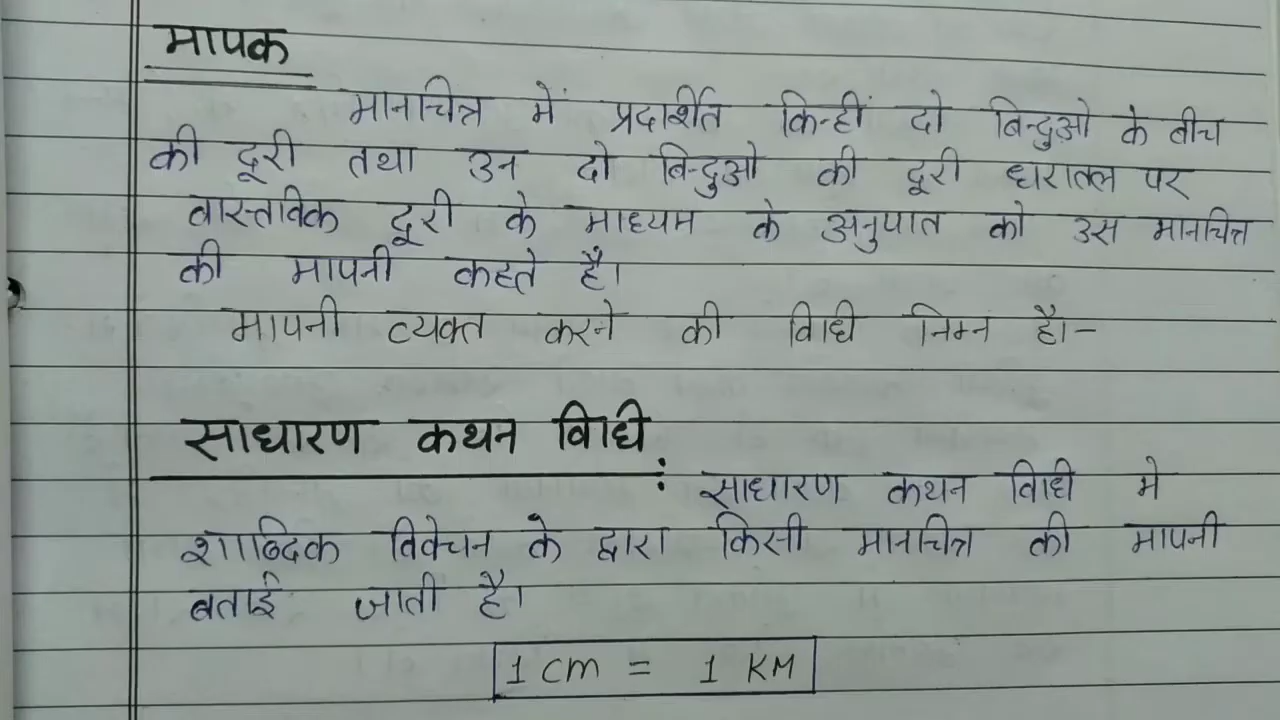 मापक
मानचित्र में प्रदर्शित किन्हीं दो बिन्दुओ के बीच
की दूरी तथा उन दो बिन्दुओ की दूरी धरातल पर
वास्तविक दूरी के माध्यम के अनुपात को उस मानचित्र
की मापनी कहते है।
मापनी व्यक्त करने की विधि निम्न है।-
साधारण कथन विधि
: साधारण कथन विधि मे
शाब्दिक विवेचन के द्वारा किसी मानचित्र की मापनी
बताई जाती है।
1 cm = 1 KM